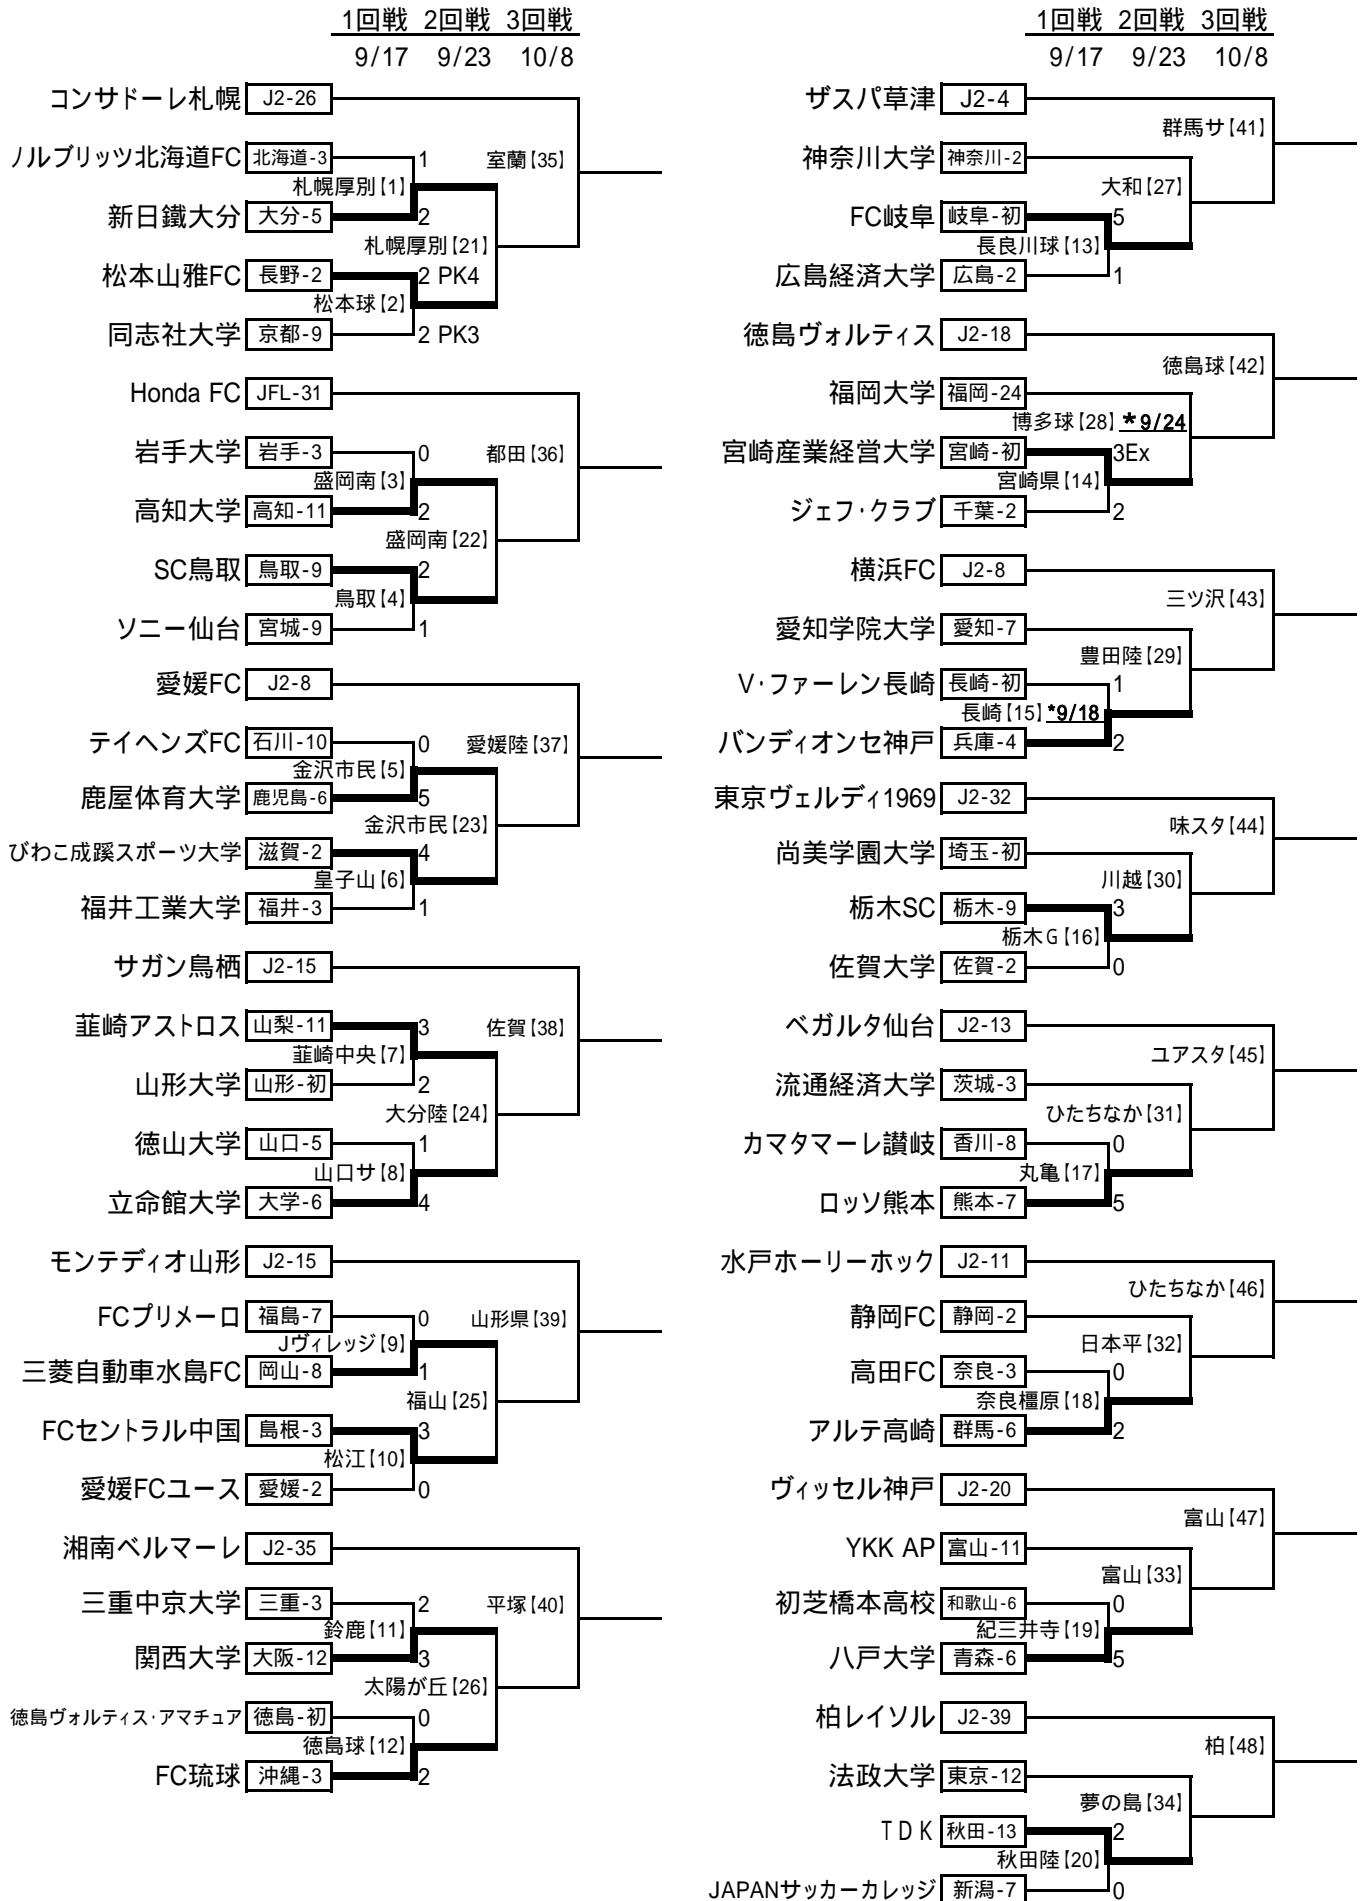 1回戦 2回戦 3回戦
9/17 9/23 10/8
コンサドーレ札幌 J2-26
ノルブリッツ北海道FC 北海道-3 1
室蘭【35】
札幌厚別【1】
新日鐵大分 大分-5 2
札幌厚別【21】
松本山雅FC 長野-2 2 PK4
松本球【2】
同志社大学 京都-9 2 PK3
Honda FC JFL-31
岩手大学 岩手-3 0
都田【36】
盛岡南【3】
高知大学 高知-11 2
盛岡南【22】
SC鳥取 鳥取-9 2
鳥取【4】
ソニー仙台 宮城-9 1
愛媛FC J2-8
テイヘンズFC 石川-10 0
愛媛陸【37】
金沢市民【5】
鹿屋体育大学 鹿児島-6 5
金沢市民【23】
びわこ成蹊スポーツ大学 滋賀-2 4
皇子山【6】
福井工業大学 福井-3 1
サガン鳥栖 J2-15
韮崎アストロス 山梨-11 3
佐賀【38】
韮崎中央【7】
山形大学 山形-初 2
大分陸【24】
徳山大学 山口-5 1
山口サ【8】
立命館大学 大学-6 4
モンテディオ山形 J2-15
FCプリメーロ 福島-7 0
山形県【39】
Jヴィレッジ【9】
三菱自動車水島FC 岡山-8 1
福山【25】
FCセントラル中国 島根-3 3
松江【10】
愛媛FCユース 愛媛-2 0
湘南ベルマーレ J2-35
三重中京大学 三重-3 2
平塚【40】
鈴鹿【11】
関西大学 大阪-12 3
太陽が丘【26】
徳島ヴォルティス・アマチュア 徳島-初 0
徳島球【12】
FC琉球 沖縄-3 2
1回戦 2回戦 3回戦
9/17 9/23 10/8
ザスパ草津 J2-4
群馬サ【41】
神奈川大学 神奈川-2
大和【27】
FC岐阜 岐阜-初 5
長良川球【13】
広島経済大学 広島-2 1
徳島ヴォルティス J2-18
徳島球【42】
福岡大学 福岡-24
博多球【28】*9/24
宮崎産業経営大学 宮崎-初 3Ex
宮崎県【14】
ジェフ・クラブ 千葉-2 2
横浜FC J2-8
三ツ沢【43】
愛知学院大学 愛知-7
豊田陸【29】
V・ファーレン長崎 長崎-初 1
長崎【15】*9/18
バンディオンセ神戸 兵庫-4 2
東京ヴェルディ1969 J2-32
味スタ【44】
尚美学園大学 埼玉-初
川越【30】
栃木SC 栃木-9 3
栃木G【16】
佐賀大学 佐賀-2 0
ベガルタ仙台 J2-13
ユアスタ【45】
流通経済大学 茨城-3
ひたちなか【31】
カマタマーレ讃岐 香川-8 0
丸亀【17】
ロッソ熊本 熊本-7 5
水戸ホーリーホック J2-11
ひたちなか【46】
静岡FC 静岡-2
日本平【32】
高田FC 奈良-3 0
奈良橿原【18】
アルテ高崎 群馬-6 2
ヴィッセル神戸 J2-20
富山【47】
YKK AP 富山-11
富山【33】
初芝橋本高校 和歌山-6 0
紀三井寺【19】
八戸大学 青森-6 5
柏レイソル J2-39
柏【48】
法政大学 東京-12
夢の島【34】
TDK 秋田-13 2
秋田陸【20】
JAPANサッカーカレッジ 新潟-7 0